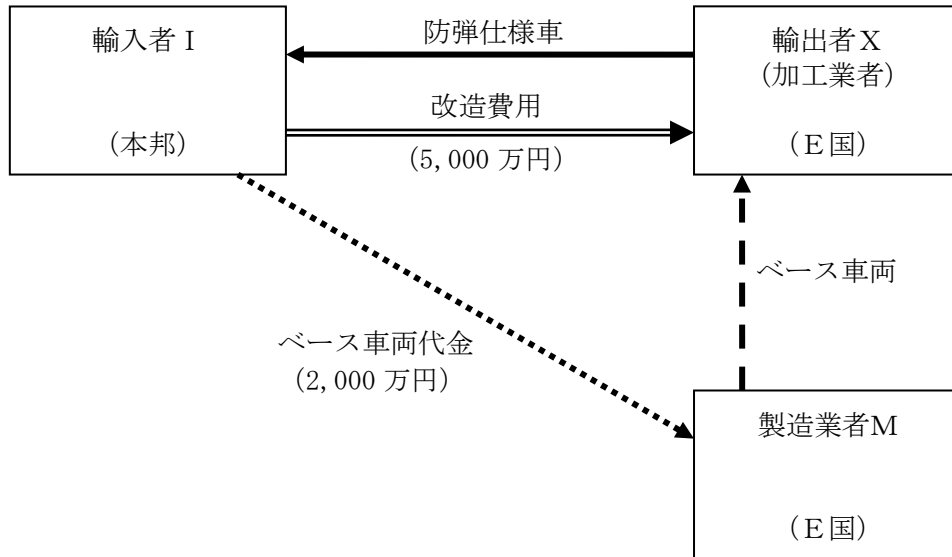 輸入者Ｉ
(本邦)
防弾仕様車
改造費用
(5,000 万円)
輸出者Ｘ
(加工業者)
(Ｅ国)
ベース車両
ベース車両代金
(2,000 万円)
製造業者Ｍ
(Ｅ国)